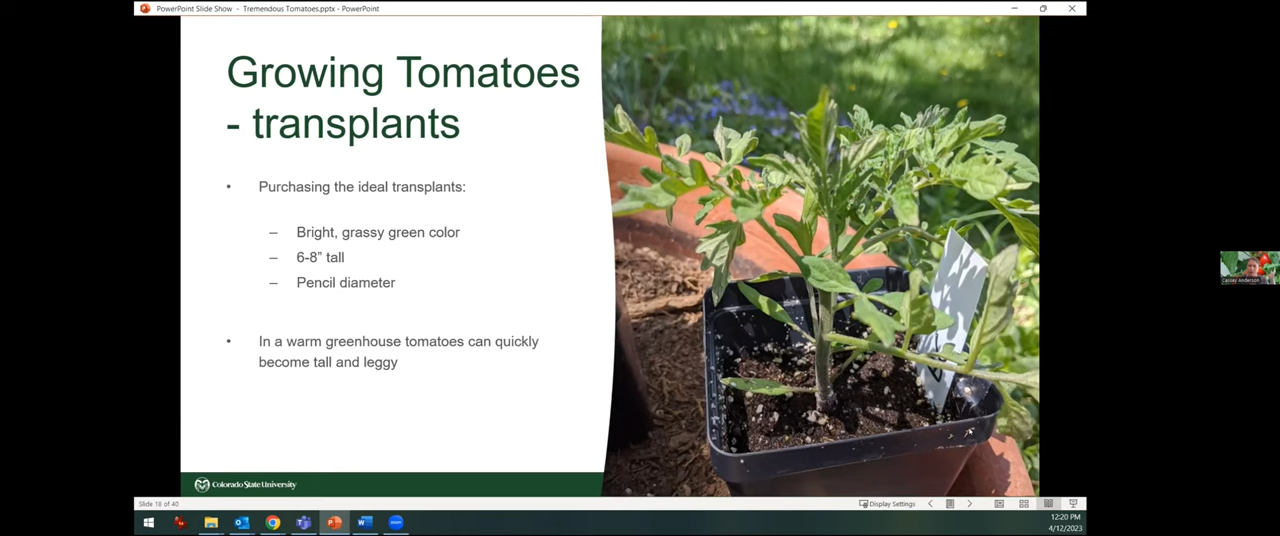 PowerPoint Slide Show - Tremendous Tomatoes.pptx - PowerPoint
Growing Tomatoes
- transplants
• Purchasing the ideal transplants:
– Bright, grassy green color
– 6-8” tall
– Pencil diameter
• In a warm greenhouse tomatoes can quickly
become tall and leggy
Colorado State University
Cassey Anderson
Slide 18 of 40
Display Settings
12:20 PM
4/12/2023